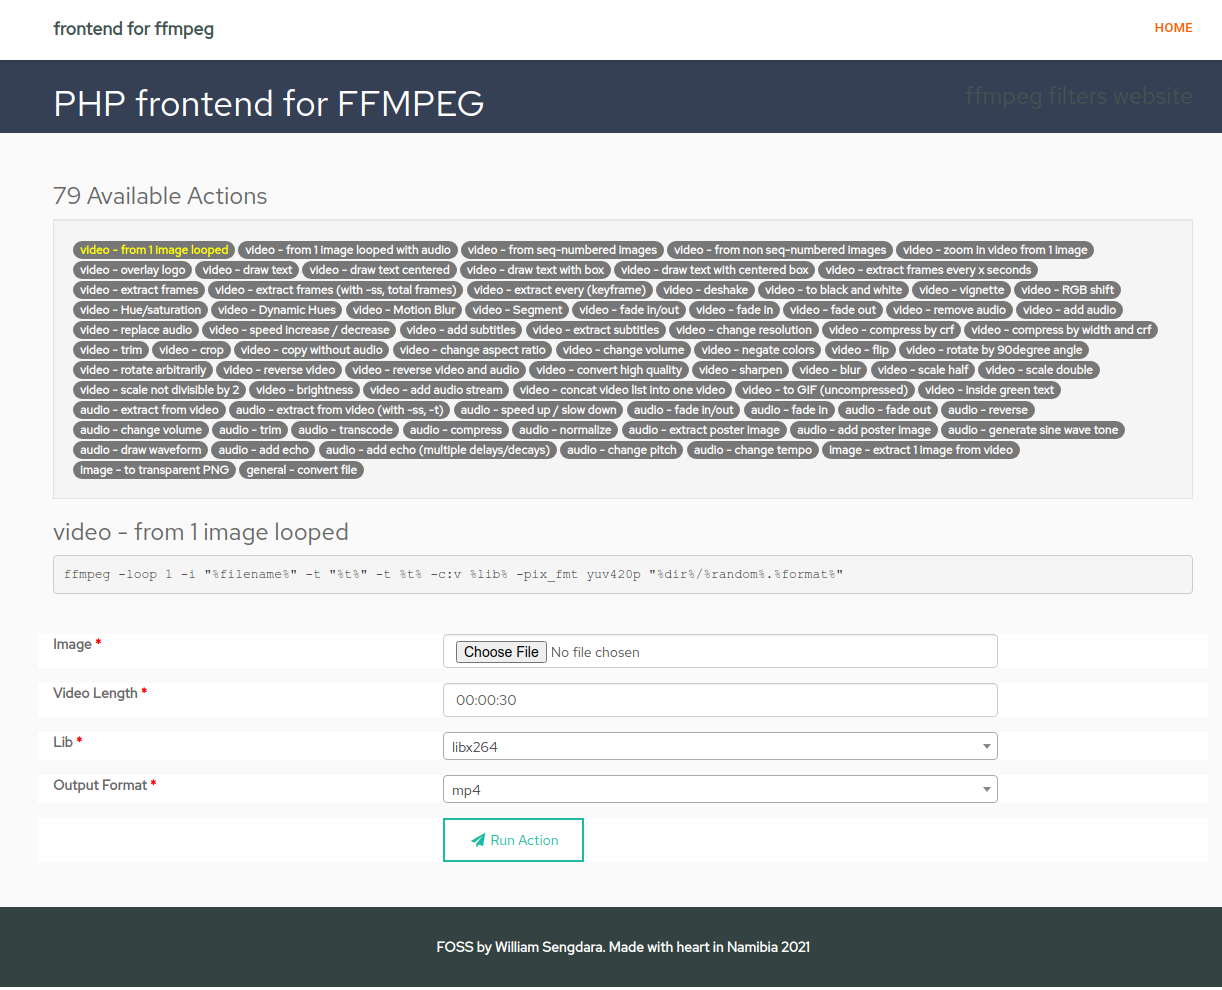 frontend for ffmpeg
HOME
PHP frontend for FFMPEG
ffmpeg filters website
79 Available Actions
video - from 1 image looped video - from 1 image looped with audio video - from seq-numbered images video - from non seq-numbered images video - zoom in video from 1 image
video - overlay logo video - draw text video - draw text centered video - draw text with box video - draw text with centered box video - extract frames every x seconds
video - extract frames video - extract frames (with -ss, total frames) video - extract every (keyframe) video - deshake video - to black and white video - vignette video - RGB shift
video - Hue/saturation video - Dynamic Hues video - Motion Blur video - Segment video - fade in/out video - fade in video - fade out video - remove audio video - add audio
video - replace audio video - speed increase / decrease video - add subtitles video - extract subtitles video - change resolution video - compress by crf video - compress by width and crf
video - trim video - crop video - copy without audio video - change aspect ratio video - change volume video - negate colors video - flip video - rotate by 90degree angle
video - rotate arbitrarily video - reverse video video - reverse video and audio video - convert high quality video - sharpen video - blur video - scale half video - scale double
video - scale not divisible by 2 video - brightness video - add audio stream video - concat video list into one video video - to GIF (uncompressed) video - inside green text
audio - extract from video audio - extract from video (with -ss, -t) audio - speed up / slow down audio - fade in/out audio - fade in audio - fade out audio - reverse
audio - change volume audio - trim audio - transcode audio - compress audio - normalize audio - extract poster image audio - add poster image audio - generate sine wave tone
audio - draw waveform audio - add echo audio - add echo (multiple delays/decays) audio - change pitch audio - change tempo image - extract 1 image from video
image - to transparent PNG general - convert file
video - from 1 image looped
ffmpeg -loop 1 -i "%filename%" -t "%t%" -t %t% -c:v %lib% -pix_fmt yuv420p "%dir%/%random%.%format%"
Image *
Choose File No file chosen
Video Length *
00:00:30
Lib *
libx264
Output Format *
mp4
Run Action
FOSS by William Sengdara. Made with heart in Namibia 2021